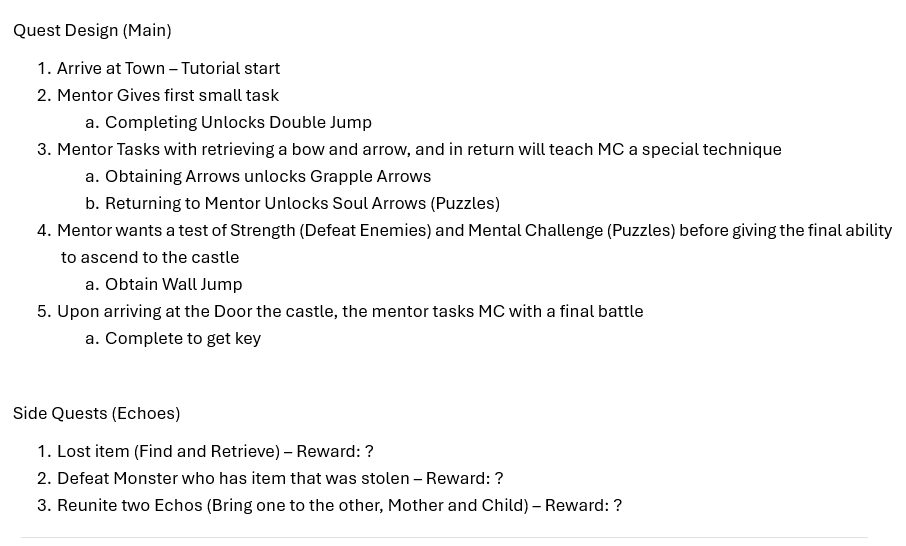 Quest Design (Main)
1. Arrive at Town – Tutorial start
2. Mentor Gives first small task
a. Completing Unlocks Double Jump
3. Mentor Tasks with retrieving a bow and arrow, and in return will teach MC a special technique
a. Obtaining Arrows unlocks Grapple Arrows
b. Returning to Mentor Unlocks Soul Arrows (Puzzles)
4. Mentor wants a test of Strength (Defeat Enemies) and Mental Challenge (Puzzles) before giving the final ability
to ascend to the castle
a. Obtain Wall Jump
5. Upon arriving at the Door the castle, the mentor tasks MC with a final battle
a. Complete to get key
Side Quests (Echoes)
1. Lost item (Find and Retrieve) – Reward: ?
2. Defeat Monster who has item that was stolen – Reward: ?
3. Reunite two Echos (Bring one to the other, Mother and Child) – Reward: ?